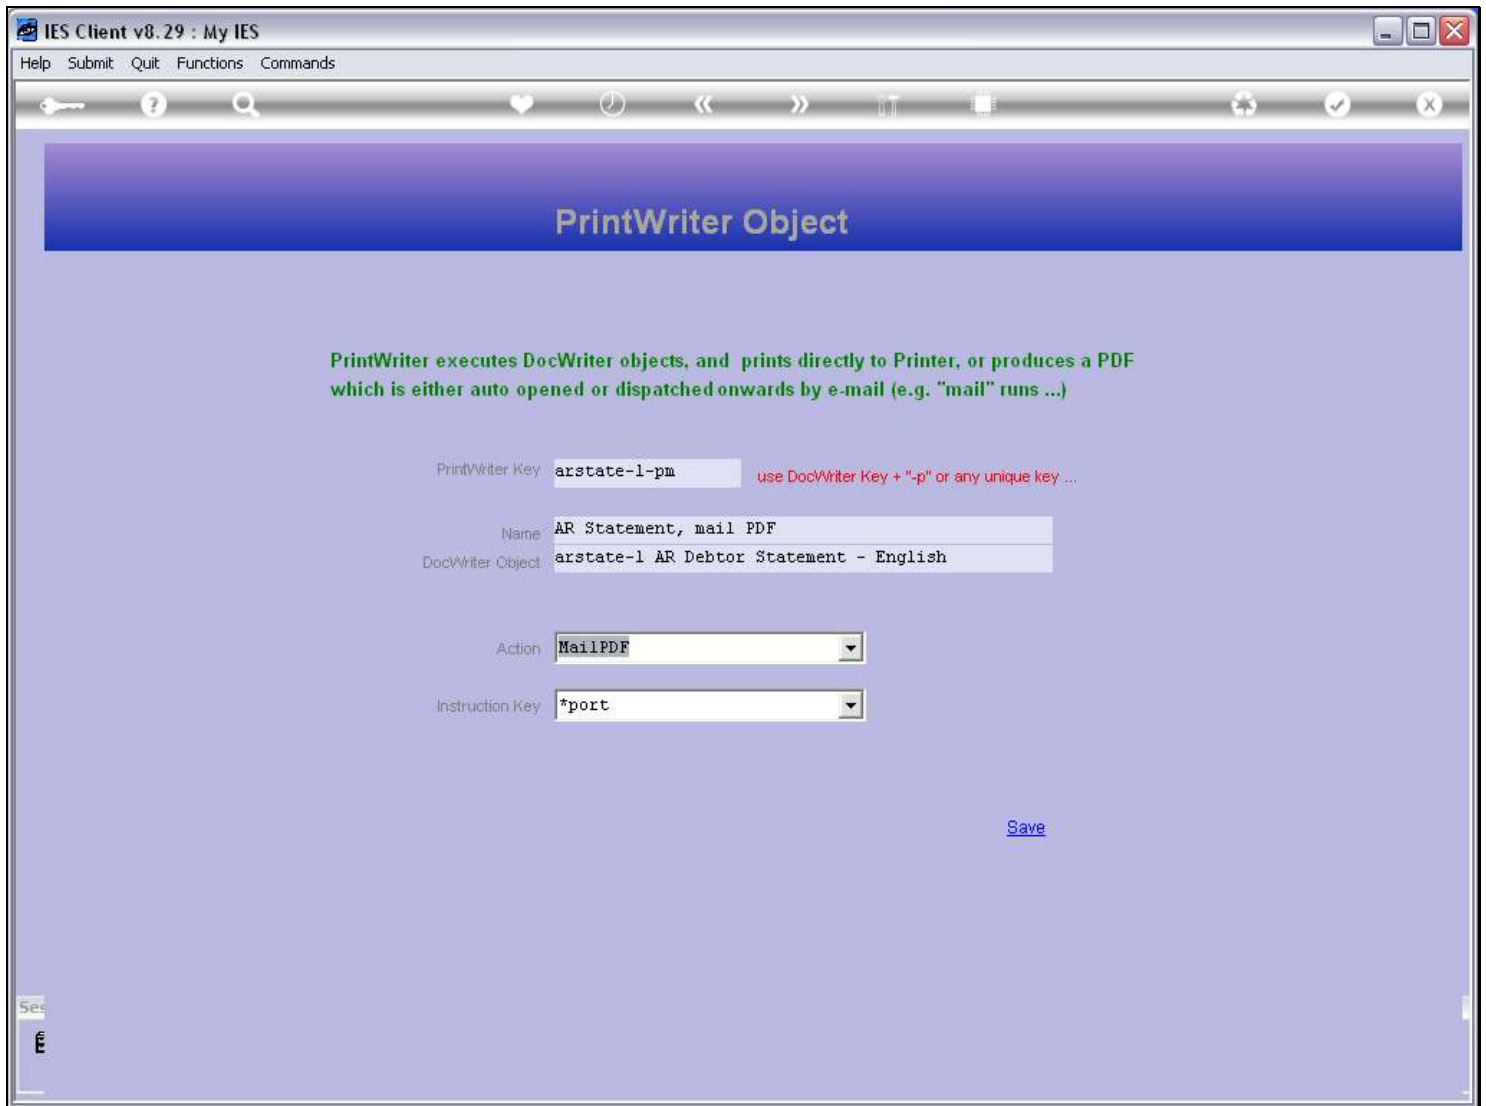 IES Client v8.29 : My IES
Help Submit Quit Functions Commands
PrintWriter Object
PrintWriter executes DocWriter objects, and prints directly to Printer, or produces a PDF
which is either auto opened or dispatched onwards by e-mail (e.g. "mail" runs ...)
PrintWriter Key arstate-1-pm use DocWriter Key + "-p" or any unique key ...
Name AR Statement, mail PDF
DocWriter Object arstate-1 AR Debtor Statement - English
Action MailPDF
Instruction Key *port
Save